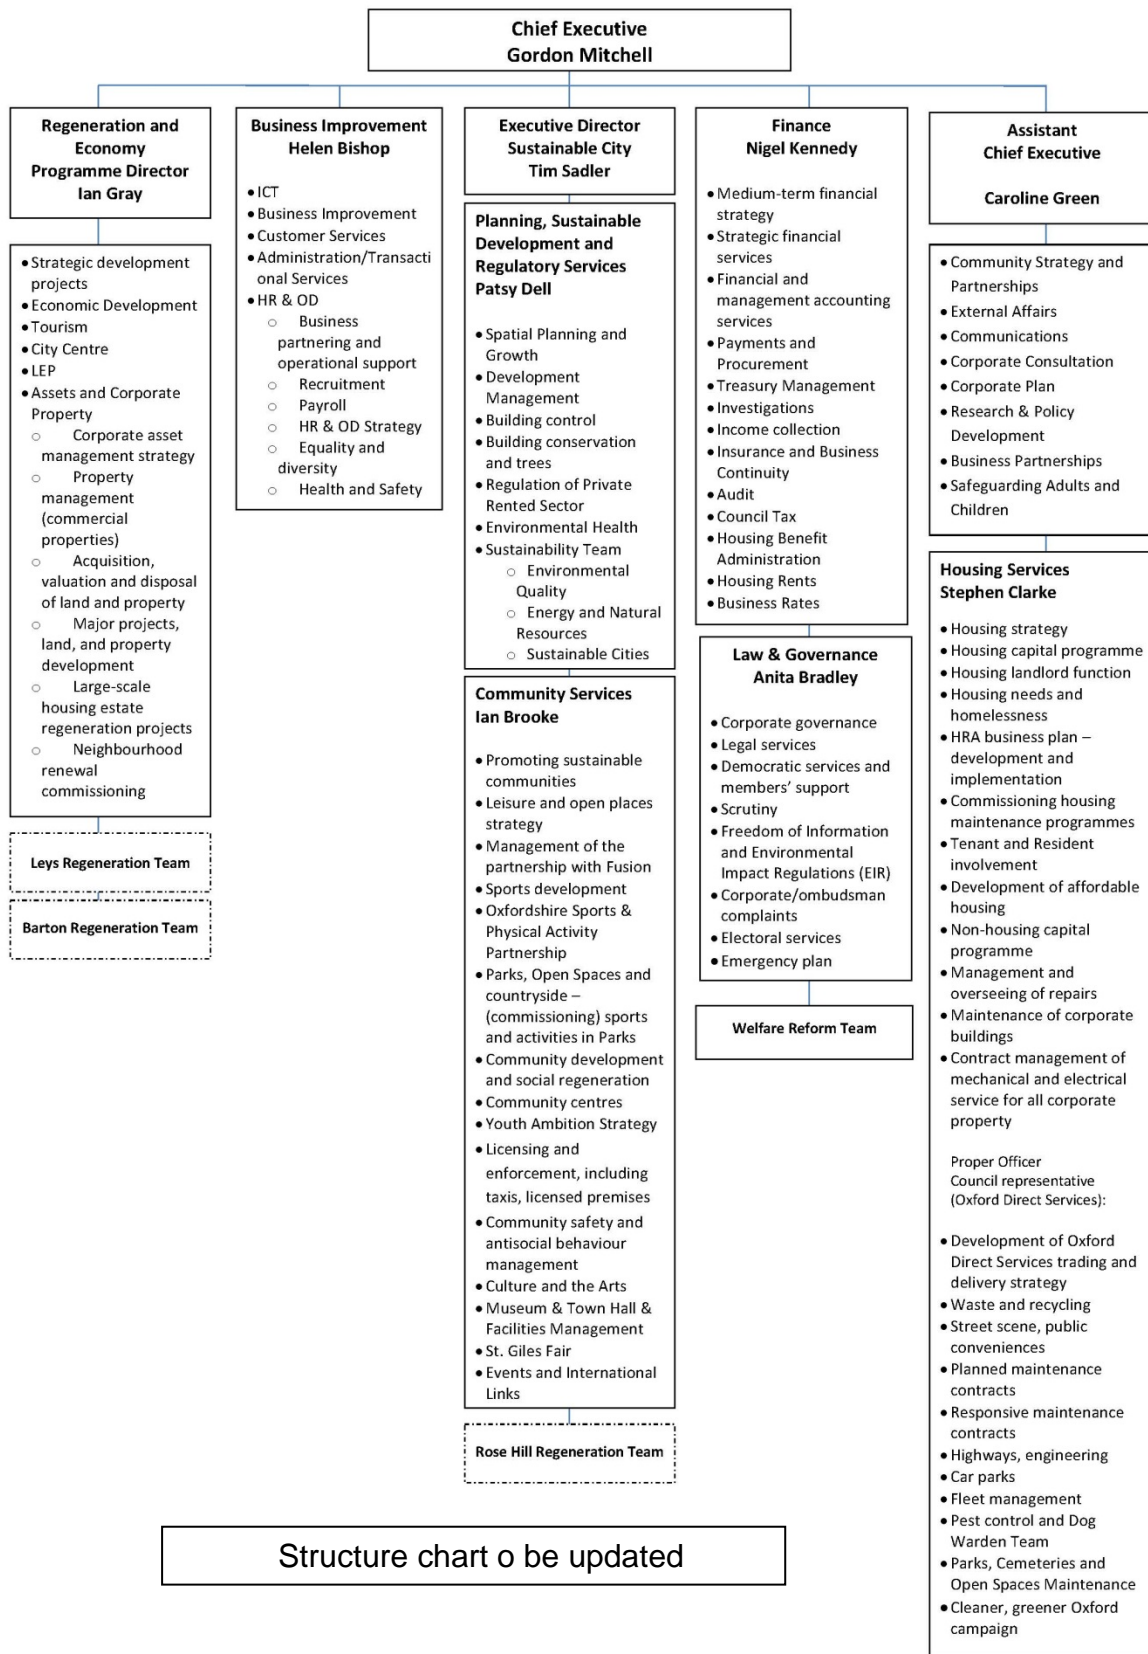 Chief Executive
Gordon Mitchell
Regeneration and
Economy
Programme Director
Ian Gray
• Strategic development
projects
• Economic Development
• Tourism
• City Centre
• LEP
• Assets and Corporate
Property
○ Corporate asset
management strategy
○ Property
management
(commercial
properties)
○ Acquisition,
valuation and disposal
of land and property
○ Major projects,
land, and property
development
○ Large-scale
housing estate
regeneration projects
○ Neighbourhood
renewal
commissioning
Leys Regeneration Team
Barton Regeneration Team
Business Improvement
Helen Bishop
• ICT
• Business Improvement
• Customer Services
• Administration/Transacti
onal Services
• HR & OD
○ Business
partnering and
operational support
○ Recruitment
○ Payroll
○ HR & OD Strategy
○ Equality and
diversity
○ Health and Safety
Executive Director
Sustainable City
Tim Sadler
Planning, Sustainable
Development and
Regulatory Services
Patsy Dell
• Spatial Planning and
Growth
• Development
Management
• Building control
• Building conservation
and trees
• Regulation of Private
Rented Sector
• Environmental Health
• Sustainability Team
○ Environmental
Quality
○ Energy and Natural
Resources
○ Sustainable Cities
Community Services
Ian Brooke
• Promoting sustainable
communities
• Leisure and open places
strategy
• Management of the
partnership with Fusion
• Sports development
• Oxfordshire Sports &
Physical Activity
Partnership
• Parks, Open Spaces and
countryside –
(commissioning) sports
and activities in Parks
• Community development
and social regeneration
• Community centres
• Youth Ambition Strategy
• Licensing and
enforcement, including
taxis, licensed premises
• Community safety and
antisocial behaviour
management
• Culture and the Arts
• Museum & Town Hall &
Facilities Management
• St. Giles Fair
• Events and International
Links
Rose Hill Regeneration Team
Finance
Nigel Kennedy
• Medium-term financial
strategy
• Strategic financial
services
• Financial and
management accounting
services
• Payments and
Procurement
• Treasury Management
• Investigations
• Income collection
• Insurance and Business
Continuity
• Audit
• Council Tax
• Housing Benefit
Administration
• Housing Rents
• Business Rates
Law & Governance
Anita Bradley
• Corporate governance
• Legal services
• Democratic services and
members’ support
• Scrutiny
• Freedom of Information
and Environmental
Impact Regulations (EIR)
• Corporate/ombudsman
complaints
• Electoral services
• Emergency plan
Welfare Reform Team
Assistant
Chief Executive
Caroline Green
• Community Strategy and
Partnerships
• External Affairs
• Communications
• Corporate Consultation
• Corporate Plan
• Research & Policy
Development
• Business Partnerships
• Safeguarding Adults and
Children
Housing Services
Stephen Clarke
• Housing strategy
• Housing capital programme
• Housing landlord function
• Housing needs and
homelessness
• HRA business plan –
development and
implementation
• Commissioning housing
maintenance programmes
• Tenant and Resident
involvement
• Development of affordable
housing
• Non-housing capital
programme
• Management and
overseeing of repairs
• Maintenance of corporate
buildings
• Contract management of
mechanical and electrical
service for all corporate
property
Proper Officer
Council representative
(Oxford Direct Services):
• Development of Oxford
Direct Services trading and
delivery strategy
• Waste and recycling
• Street scene, public
conveniences
• Planned maintenance
contracts
• Responsive maintenance
contracts
• Highways, engineering
• Car parks
• Fleet management
• Pest control and Dog
Warden Team
• Parks, Cemeteries and
Open Spaces Maintenance
• Cleaner, greener Oxford
campaign
Structure chart o be updated